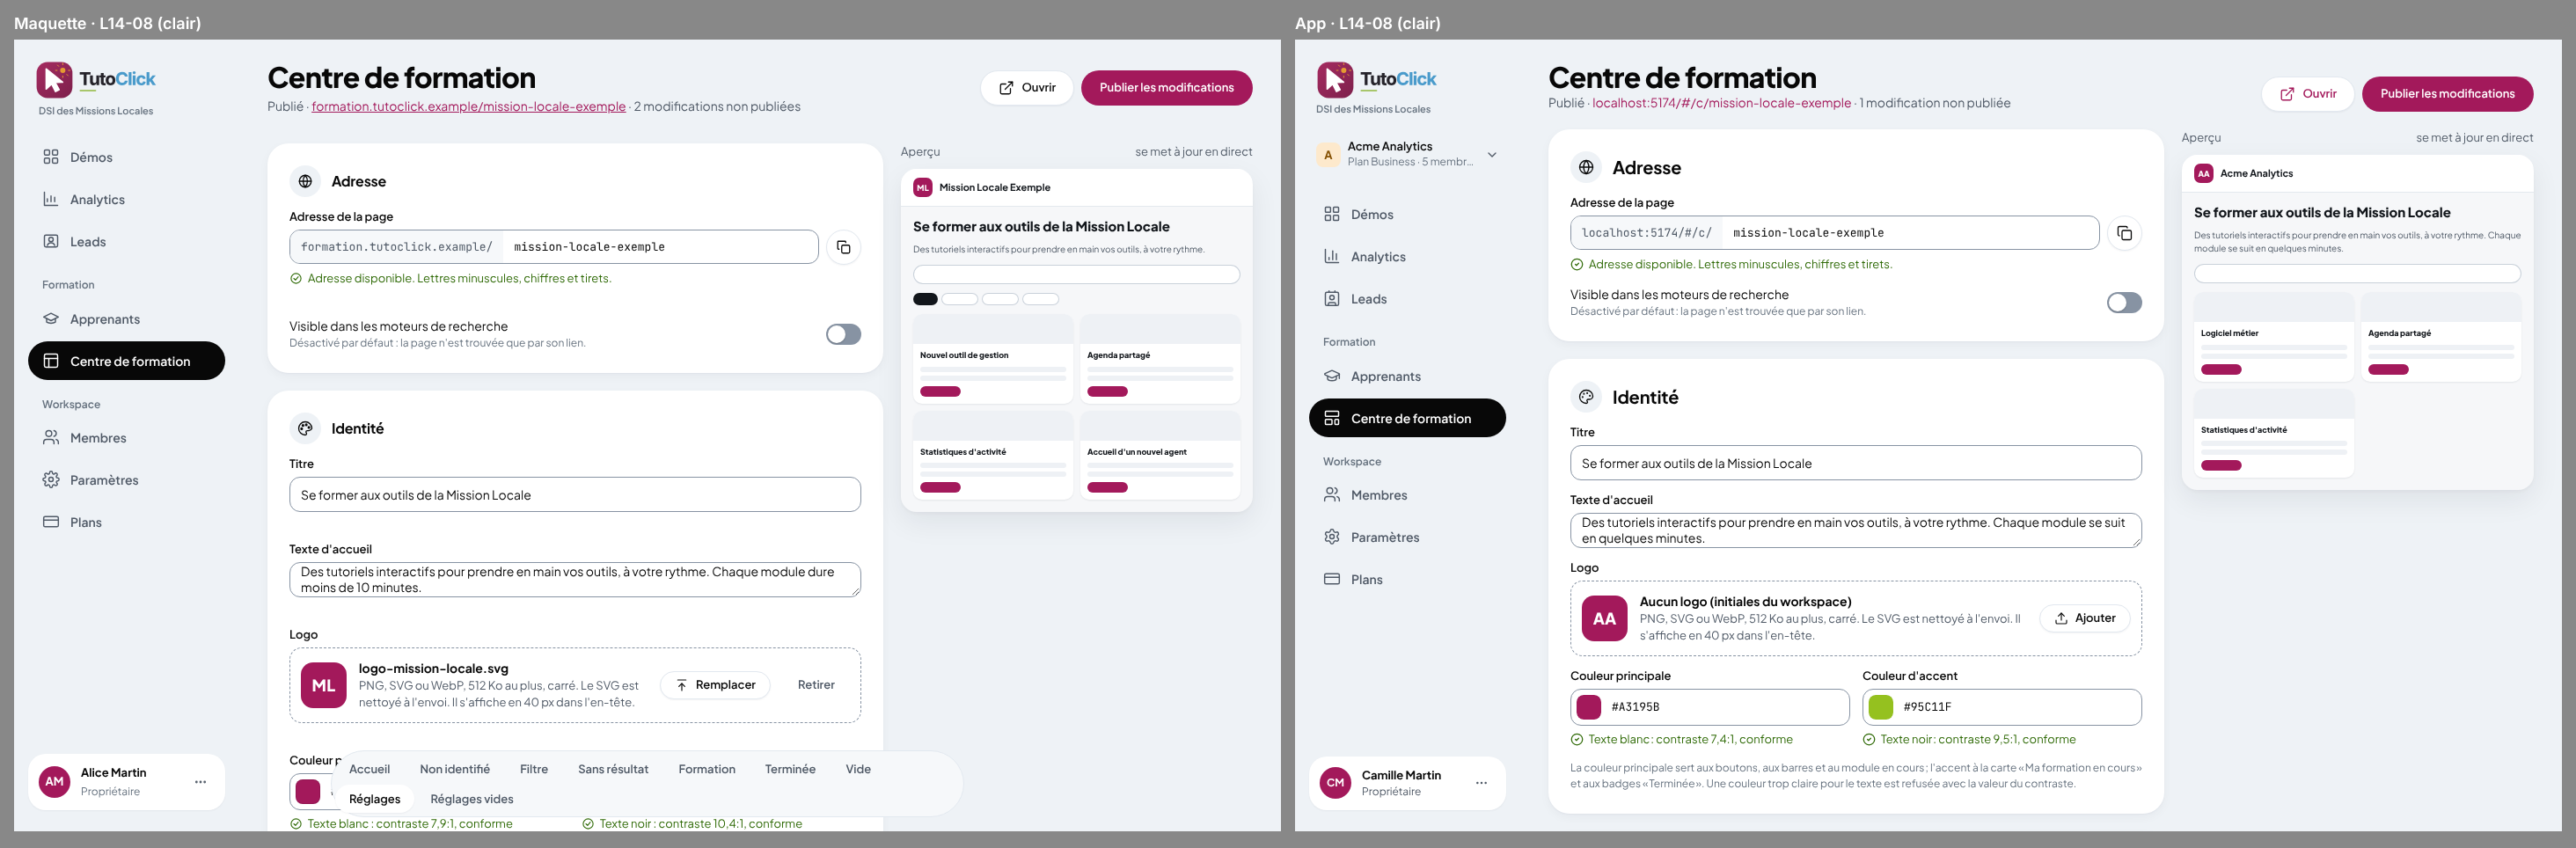 Maquette · L14-08 (clair)
TutoClick
DSI des Missions Locales
Démos
Analytics
Leads
Formation
Apprenants
Centre de formation
Workspace
Membres
Paramètres
Plans
AM
Alice Martin
Propriétaire
Centre de formation
Publié · formation.tutoclick.example/mission-locale-exemple · 2 modifications non publiées
Ouvrir
Publier les modifications
Adresse
Adresse de la page
formation.tutoclick.example/ mission-locale-exemple
Adresse disponible. Lettres minuscules, chiffres et tirets.
Visible dans les moteurs de recherche
Désactivé par défaut : la page n'est trouvée que par son lien.
Identité
Titre
Se former aux outils de la Mission Locale
Texte d'accueil
Des tutoriels interactifs pour prendre en main vos outils, à votre rythme. Chaque module dure
moins de 10 minutes.
Logo
ML
logo-mission-locale.svg
PNG, SVG ou WebP, 512 Ko au plus, carré. Le SVG est
nettoyé à l'envoi. Il s'affiche en 40 px dans l'en-tête.
Remplacer
Retirer
Couleur p
Accueil
Non identifié
Filtre
Sans résultat
Formation
Terminée
Vide
Réglages
Réglages vides
Texte blanc : contraste 7,9:1, conforme
Texte noir : contraste 10,4:1, conforme
Aperçu
se met à jour en direct
ML
Mission Locale Exemple
Se former aux outils de la Mission Locale
Des tutoriels interactifs pour prendre en main vos outils, à votre rythme.
Nouvel outil de gestion
Agenda partagé
Statistiques d'activité
Accueil d'un nouvel agent
App · L14-08 (clair)
TutoClick
DSI des Missions Locales
A
Acme Analytics
Plan Business · 5 membr...
Démos
Analytics
Leads
Formation
Apprenants
Centre de formation
Workspace
Membres
Paramètres
Plans
CM
Camille Martin
Propriétaire
Centre de formation
Publié · localhost:5174/#/c/mission-locale-exemple · 1 modification non publiée
Ouvrir
Publier les modifications
Adresse
Adresse de la page
localhost:5174/#/c/ mission-locale-exemple
Adresse disponible. Lettres minuscules, chiffres et tirets.
Visible dans les moteurs de recherche
Désactivé par défaut : la page n'est trouvée que par son lien.
Identité
Titre
Se former aux outils de la Mission Locale
Texte d'accueil
Des tutoriels interactifs pour prendre en main vos outils, à votre rythme. Chaque module se suit
en quelques minutes.
Logo
AA
Aucun logo (initiales du workspace)
PNG, SVG ou WebP, 512 Ko au plus, carré. Le SVG est nettoyé à l'envoi. Il
s'affiche en 40 px dans l'en-tête.
Ajouter
Couleur principale
Couleur d'accent
#A3195B
#95C11F
Texte blanc : contraste 7,4:1, conforme
Texte noir : contraste 9,5:1, conforme
La couleur principale sert aux boutons, aux barres et au module en cours ; l'accent à la carte « Ma formation en cours »
et aux badges « Terminée ». Une couleur trop claire pour le texte est refusée avec la valeur du contraste.
Aperçu
se met à jour en direct
AA
Acme Analytics
Se former aux outils de la Mission Locale
Des tutoriels interactifs pour prendre en main vos outils, à votre rythme. Chaque
module se suit en quelques minutes.
Logiciel métier
Agenda partagé
Statistiques d'activité